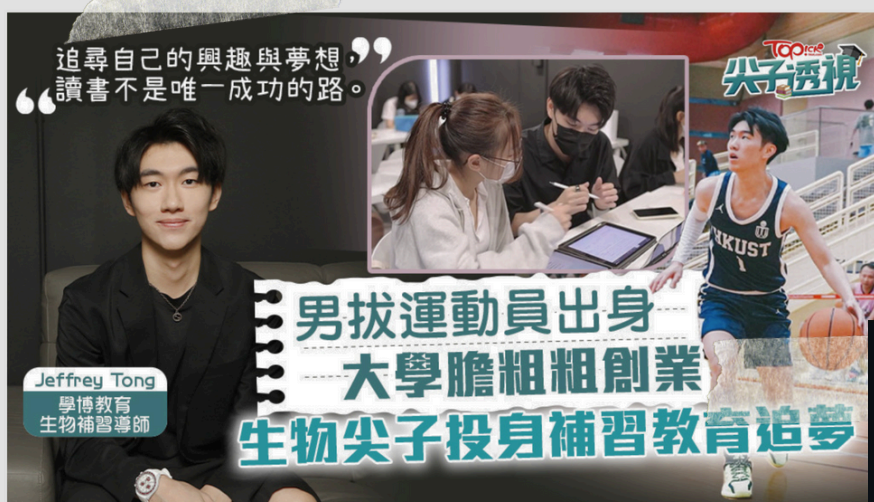 追尋自己的興趣與夢想，
讀書不是唯一成功的路。
TOPick
尖子透視
HKUST
1
男拔運動員出身
大學膽粗粗創業
生物尖子投身補習教育追夢
Jeffrey Tong
學博教育
生物補習導師